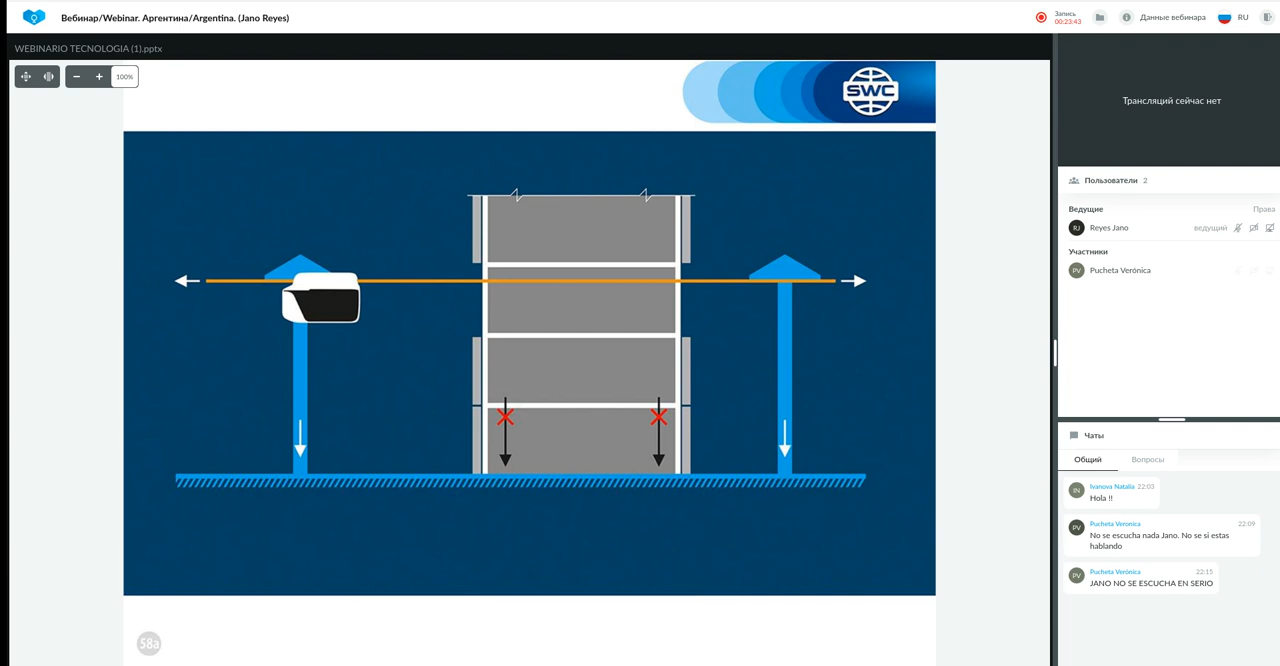 Вебинар/Webinar. Аргентина/Argentina. (Jano Reyes)
Запись
00:23:43
Данные вебинара
RU
WEBINARIO TECNOLOGIA (1).pptx
100%
SWC
58a
Трансляций сейчас нет
Пользователи 2
Ведущие Права
RJ Reyes Jano ведущий
Участники
PV Pucheta Verónica
Чаты
Общий Вопросы
IN Ivanova Natalia 22:03
Hola !!
PV Pucheta Veronica 22:09
No se escucha nada Jano. No se si estas
hablando
PV Pucheta Verónica 22:15
JANO NO SE ESCUCHA EN SERIO